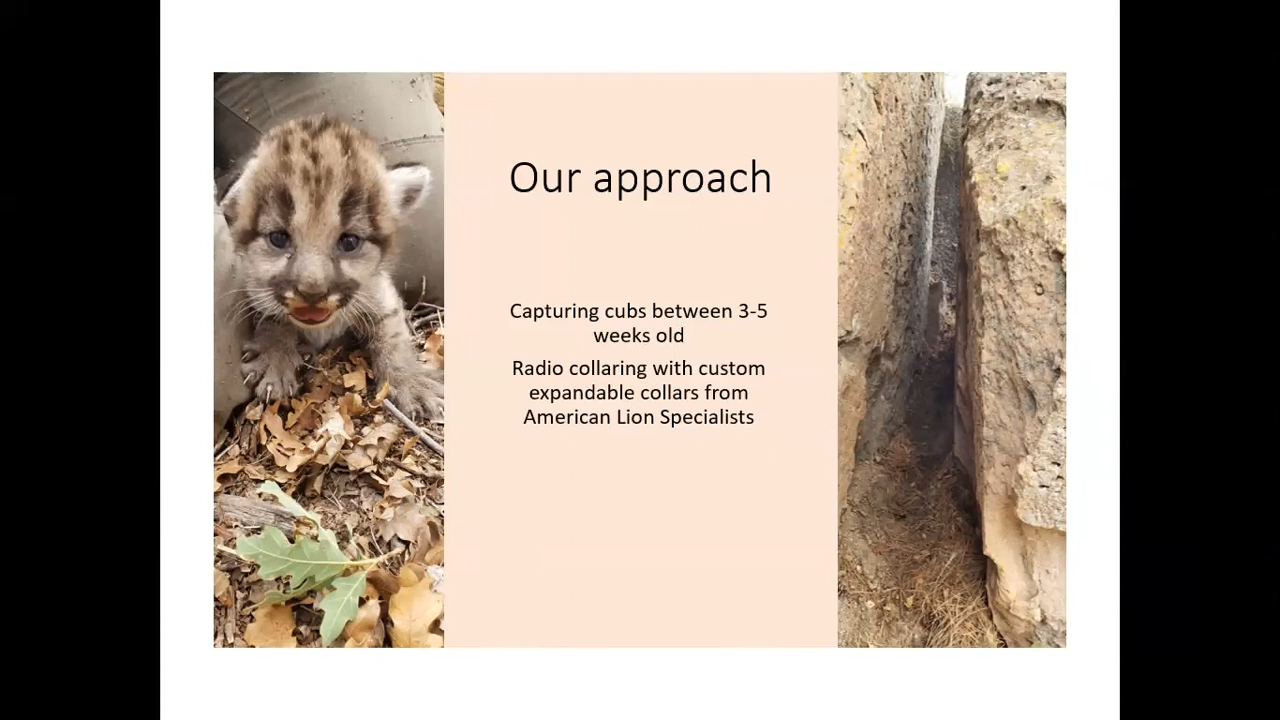 Our approach
Capturing cubs between 3-5
weeks old
Radio collaring with custom
expandable collars from
American Lion Specialists